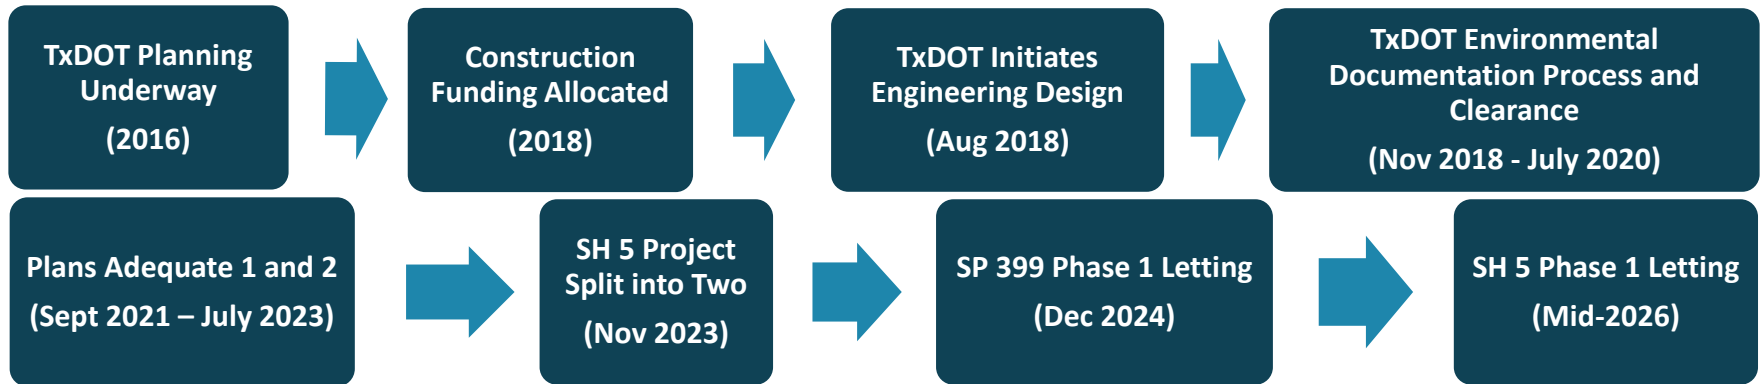 TxDOT Planning
Underway
(2016)
Construction
Funding Allocated
(2018)
TxDOT Initiates
Engineering Design
(Aug 2018)
TxDOT Environmental
Documentation Process and
Clearance
(Nov 2018 - July 2020)
Plans Adequate 1 and 2
(Sept 2021 – July 2023)
SH 5 Project
Split into Two
(Nov 2023)
SP 399 Phase 1 Letting
(Dec 2024)
SH 5 Phase 1 Letting
(Mid-2026)